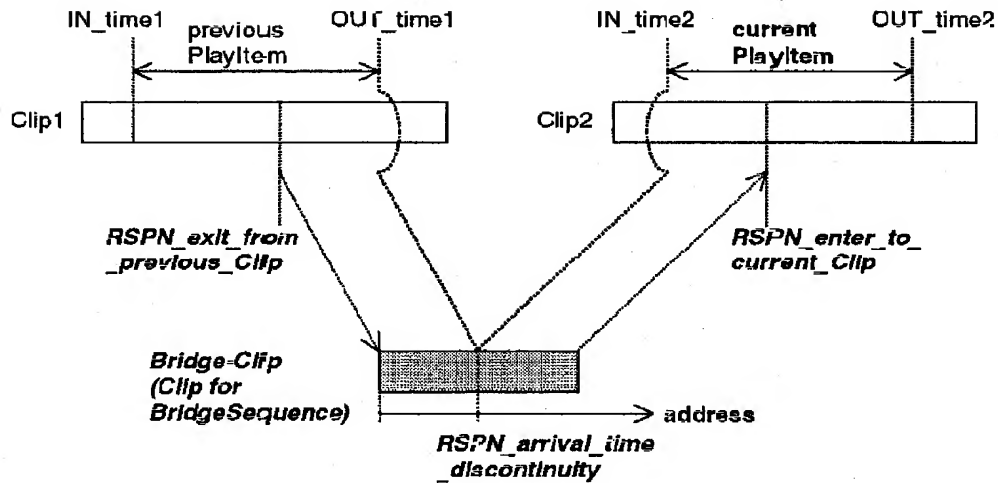 IN_time1
previous
PlayItem
OUT_time1
IN_time2
current
PlayItem
OUT_time2
Clip1
Clip2
RSPN_exit_from
_previous_Clip
RSPN_enter_to_
current_Clip
Bridge-Clip
(Clip for
BridgeSequence)
address
RSPN_arrival_time
_discontinuity